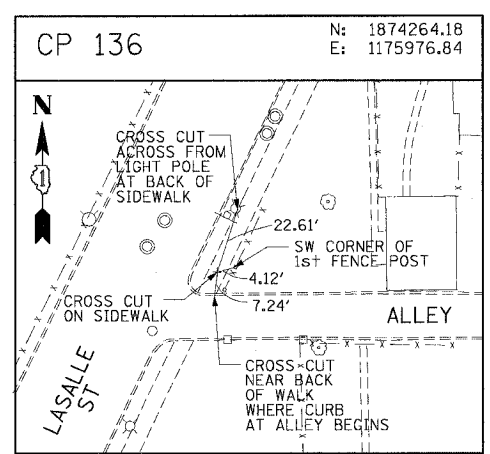 CP 136
N: 1874264.18
E: 1175976.84
N
CROSS CUT
ACROSS FROM
LIGHT POLE
AT BACK OF
SIDEWALK
22.61'
SW CORNER OF
1st FENCE POST
4.12'
7.24'
CROSS CUT
ON SIDEWALK
ALLEY
LASALLE
ST
CROSS CUT
NEAR BACK
OF WALK
WHERE CURB
AT ALLEY BEGINS